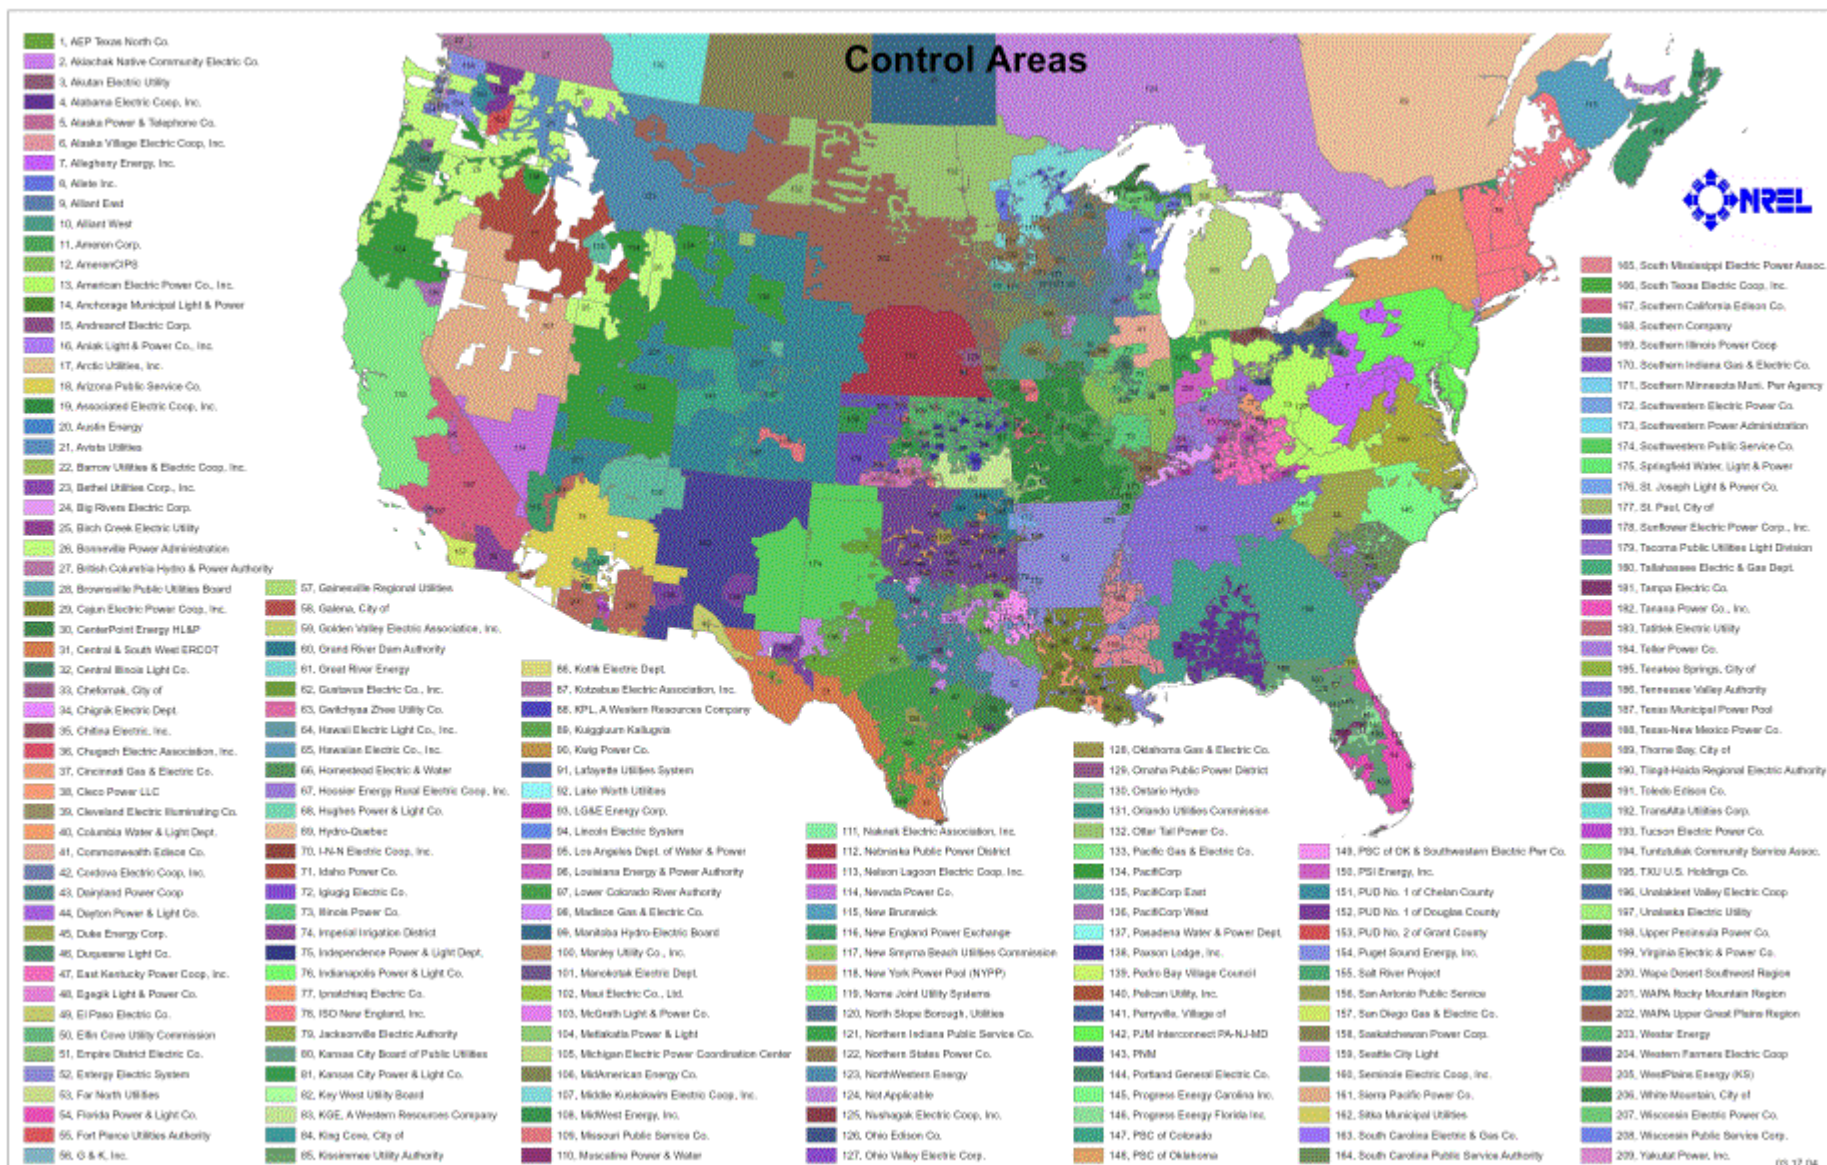 Control Areas
NREL
1, AEP Texas North Co.
2, Akiachak Native Community Electric Co.
3, Akutan Electric Utility
4, Alabama Electric Coop, Inc.
5, Alaska Power & Telephone Co.
6, Alaska Village Electric Coop, Inc.
7, Allegheny Energy, Inc.
8, Allete Inc.
9, Alliant East
10, Alliant West
11, Ameren Corp.
12, AmerenCIPS
13, American Electric Power Co., Inc.
14, Anchorage Municipal Light & Power
15, Andreanof Electric Corp.
16, Aniak Light & Power Co., Inc.
17, Arctic Utilities, Inc.
18, Arizona Public Service Co.
19, Associated Electric Coop, Inc.
20, Austin Energy
21, Avista Utilities
22, Barrow Utilities & Electric Coop, Inc.
23, Bethel Utilities Corp., Inc.
24, Big Rivers Electric Corp.
25, Birch Creek Electric Utility
26, Bonneville Power Administration
27, British Columbia Hydro & Power Authority
28, Brownsville Public Utilities Board
29, Cajun Electric Power Coop, Inc.
30, CenterPoint Energy HL&P
31, Central & South West ERCOT
32, Central Illinois Light Co.
33, Chefornak, City of
34, Chignik Electric Dept.
35, Chitina Electric, Inc.
36, Chugach Electric Association, Inc.
37, Cincinnati Gas & Electric Co.
38, Cleco Power LLC
39, Cleveland Electric Illuminating Co.
40, Columbia Water & Light Dept.
41, Commonwealth Edison Co.
42, Cordova Electric Coop, Inc.
43, Dairyland Power Coop
44, Dayton Power & Light Co.
45, Duke Energy Corp.
46, Duquesne Light Co.
47, East Kentucky Power Coop, Inc.
48, Egegik Light & Power Co.
49, El Paso Electric Co.
50, Elfin Cove Utility Commission
51, Empire District Electric Co.
52, Entergy Electric System
53, Far North Utilities
54, Florida Power & Light Co.
55, Fort Pierce Utilities Authority
56, G & K, Inc.
57, Gainesville Regional Utilities
58, Galena, City of
59, Golden Valley Electric Association, Inc.
60, Grand River Dam Authority
61, Great River Energy
62, Gustavus Electric Co., Inc.
63, Gwitchyaa Zhee Utility Co.
64, Hawaii Electric Light Co., Inc.
65, Hawaiian Electric Co., Inc.
66, Homestead Electric & Water
67, Hoosier Energy Rural Electric Coop, Inc.
68, Hughes Power & Light Co.
69, Hydro-Quebec
70, I-N-N Electric Coop, Inc.
71, Idaho Power Co.
72, Igiugig Electric Co.
73, Illinois Power Co.
74, Imperial Irrigation District
75, Independence Power & Light Dept.
76, Indianapolis Power & Light Co.
77, Ipnatchiaq Electric Co.
78, ISO New England, Inc.
79, Jacksonville Electric Authority
80, Kansas City Board of Public Utilities
81, Kansas City Power & Light Co.
82, Key West Utility Board
83, KGE, A Western Resources Company
84, King Cove, City of
85, Kissimmee Utility Authority
86, Kotlik Electric Dept.
87, Kotzebue Electric Association, Inc.
88, KPL, A Western Resources Company
89, Kuiggluum Kallugvia
90, Kwig Power Co.
91, Lafayette Utilities System
92, Lake Worth Utilities
93, LG&E Energy Corp.
94, Lincoln Electric System
95, Los Angeles Dept. of Water & Power
96, Louisiana Energy & Power Authority
97, Lower Colorado River Authority
98, Madison Gas & Electric Co.
99, Manitoba Hydro-Electric Board
100, Manley Utility Co., Inc.
101, Manokotak Electric Dept.
102, Maui Electric Co., Ltd.
103, McGrath Light & Power Co.
104, Metlakatla Power & Light
105, Michigan Electric Power Coordination Center
106, MidAmerican Energy Co.
107, Middle Kuskokwim Electric Coop, Inc.
108, MidWest Energy, Inc.
109, Missouri Public Service Co.
110, Muscatine Power & Water
111, Naknek Electric Association, Inc.
112, Nebraska Public Power District
113, Nelson Lagoon Electric Coop, Inc.
114, Nevada Power Co.
115, New Brunswick
116, New England Power Exchange
117, New Smyrna Beach Utilities Commission
118, New York Power Pool (NYPP)
119, Nome Joint Utility Systems
120, North Slope Borough, Utilities
121, Northern Indiana Public Service Co.
122, Northern States Power Co.
123, NorthWestern Energy
124, Not Applicable
125, Nushagak Electric Coop, Inc.
126, Ohio Edison Co.
127, Ohio Valley Electric Corp.
128, Oklahoma Gas & Electric Co.
129, Omaha Public Power District
130, Ontario Hydro
131, Orlando Utilities Commission
132, Otter Tail Power Co.
133, Pacific Gas & Electric Co.
134, PacifiCorp
135, PacifiCorp East
136, PacifiCorp West
137, Pasadena Water & Power Dept.
138, Paxson Lodge, Inc.
139, Pedro Bay Village Council
140, Pelican Utility, Inc.
141, Perryville, Village of
142, PJM Interconnect PA-NJ-MD
143, PNM
144, Portland General Electric Co.
145, Progress Energy Carolina Inc.
146, Progress Energy Florida Inc.
147, PSC of Colorado
148, PSC of Oklahoma
149, PSC of OK & Southwestern Electric Pwr Co.
150, PSI Energy, Inc.
151, PUD No. 1 of Chelan County
152, PUD No. 1 of Douglas County
153, PUD No. 2 of Grant County
154, Puget Sound Energy, Inc.
155, Salt River Project
156, San Antonio Public Service
157, San Diego Gas & Electric Co.
158, Saskatchewan Power Corp.
159, Seattle City Light
160, Seminole Electric Coop, Inc.
161, Sierra Pacific Power Co.
162, Sitka Municipal Utilities
163, South Carolina Electric & Gas Co.
164, South Carolina Public Service Authority
165, South Mississippi Electric Power Assoc.
166, South Texas Electric Coop, Inc.
167, Southern California Edison Co.
168, Southern Company
169, Southern Illinois Power Coop
170, Southern Indiana Gas & Electric Co.
171, Southern Minnesota Muni. Pwr Agency
172, Southwestern Electric Power Co.
173, Southwestern Power Administration
174, Southwestern Public Service Co.
175, Springfield Water, Light & Power
176, St. Joseph Light & Power Co.
177, St. Paul, City of
178, Sunflower Electric Power Corp., Inc.
179, Tacoma Public Utilities Light Division
180, Tallahassee Electric & Gas Dept.
181, Tampa Electric Co.
182, Tanana Power Co., Inc.
183, Tatitlek Electric Utility
184, Teller Power Co.
185, Tenakee Springs, City of
186, Tennessee Valley Authority
187, Texas Municipal Power Pool
188, Texas-New Mexico Power Co.
189, Thorne Bay, City of
190, Tlingit-Haida Regional Electric Authority
191, Toledo Edison Co.
192, TransAlta Utilities Corp.
193, Tucson Electric Power Co.
194, Tuntutuliak Community Service Assoc.
195, TXU U.S. Holdings Co.
196, Unalakleet Valley Electric Coop
197, Unalaska Electric Utility
198, Upper Peninsula Power Co.
199, Virginia Electric & Power Co.
200, Wapa Desert Southwest Region
201, WAPA Rocky Mountain Region
202, WAPA Upper Great Plains Region
203, Westar Energy
204, Western Farmers Electric Coop
205, WestPlains Energy (KS)
206, White Mountain, City of
207, Wisconsin Electric Power Co.
208, Wisconsin Public Service Corp.
209, Yakutat Power, Inc.